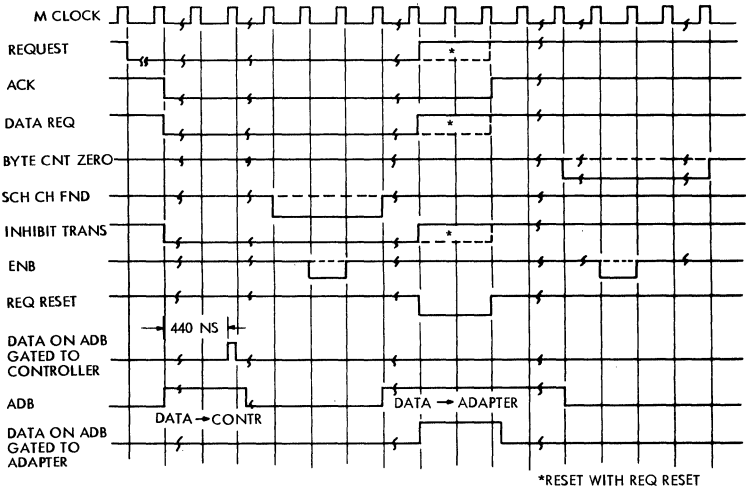 M CLOCK
REQUEST
*
ACK
DATA REQ
*
BYTE CNT ZERO
SCH CH FND
INHIBIT TRANS
*
ENB
REQ RESET
440 NS
DATA ON ADB
GATED TO
CONTROLLER
ADB
DATA → CONTR
DATA → ADAPTER
DATA ON ADB
GATED TO
ADAPTER
*RESET WITH REQ RESET